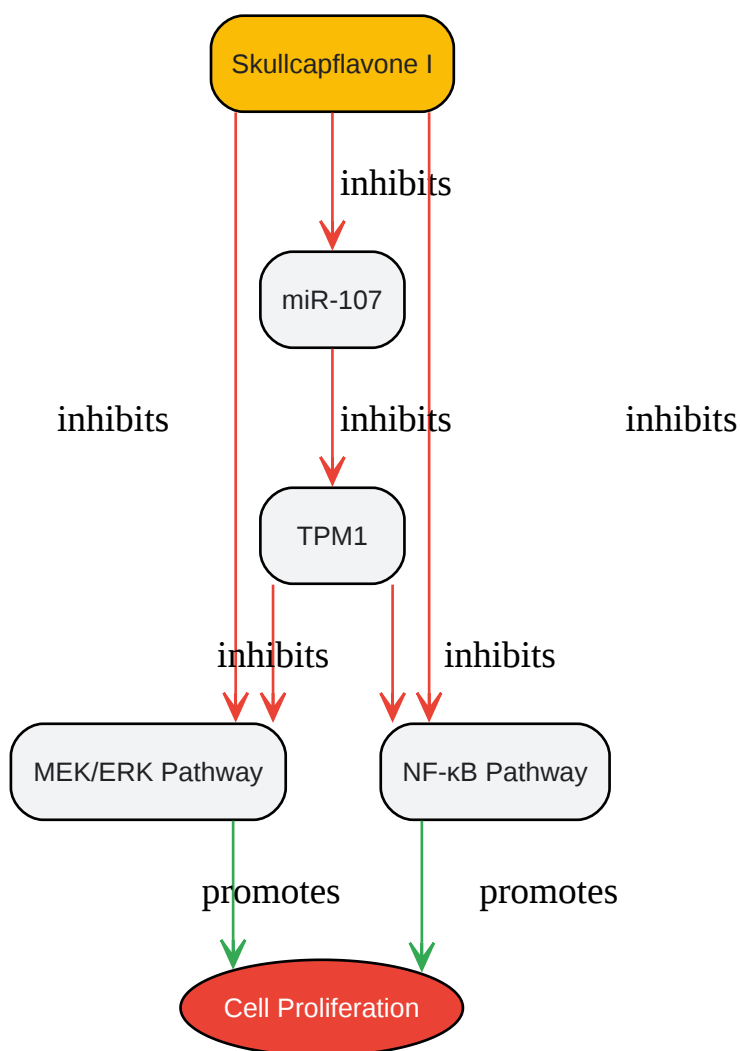 Skullcapflavone I
inhibits
miR-107
inhibits
inhibits
inhibits
TPM1
inhibits
inhibits
MEK/ERK Pathway
NF-κB Pathway
promotes
promotes
Cell Proliferation